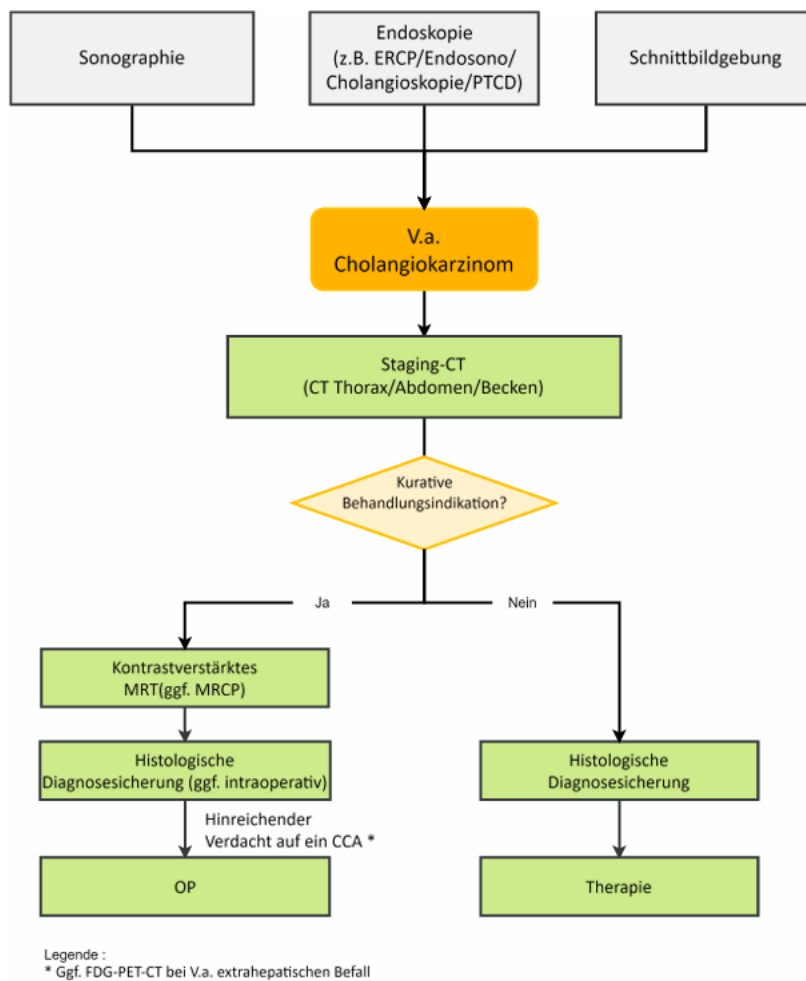 Sonographie
Endoskopie
(z.B. ERCP/Endosono/
Cholangioskopie/PTCD)
Schnittbildgebung
V.a.
Cholangiokarzinom
Staging-CT
(CT Thorax/Abdomen/Becken)
Kurative
Behandlungsindikation?
Ja
Nein
Kontrastverstärktes
MRT(ggf. MRCP)
Histologische
Diagnosesicherung (ggf. intraoperativ)
Histologische
Diagnosesicherung
Hinreichender
Verdacht auf ein CCA *
OP
Therapie
Legende :
* Ggf. FDG-PET-CT bei V.a. extrahepatischen Befall